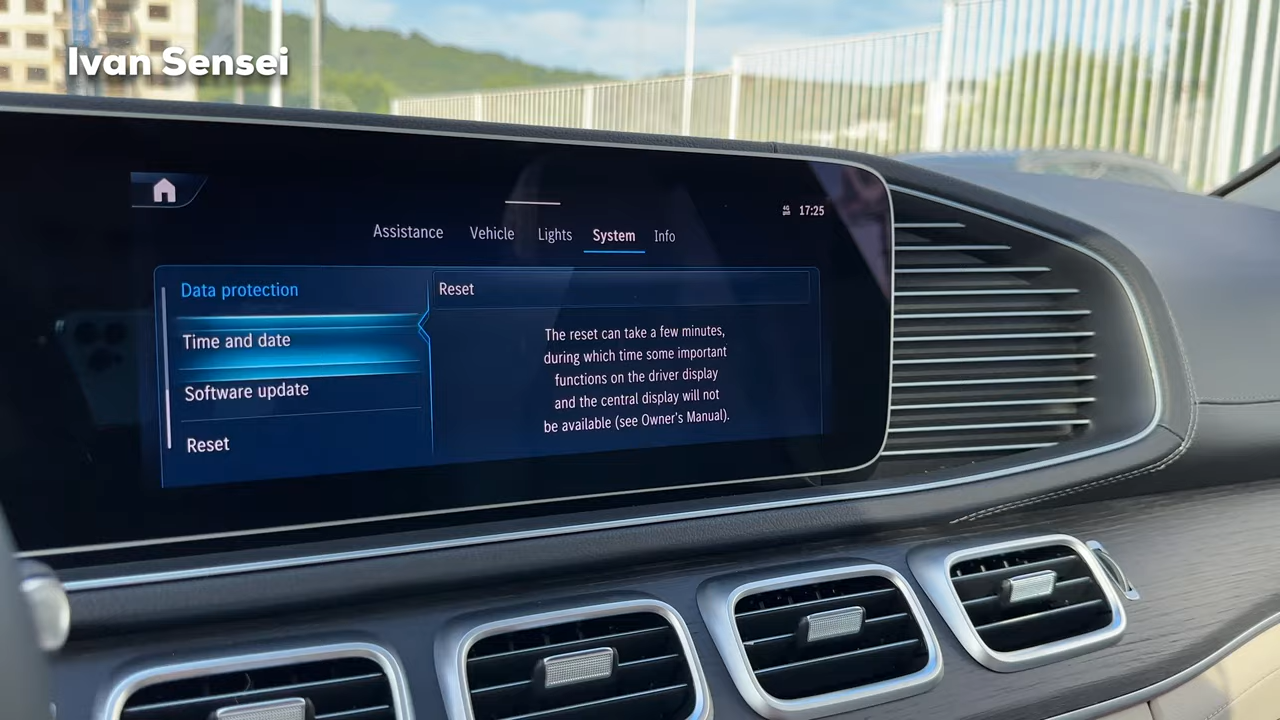 Ivan Sensei
4G 17:25
Assistance Vehicle Lights System Info
Data protection
Time and date
Software update
Reset
Reset
The reset can take a few minutes,
during which time some important
functions on the driver display
and the central display will not
be available (see Owner's Manual).